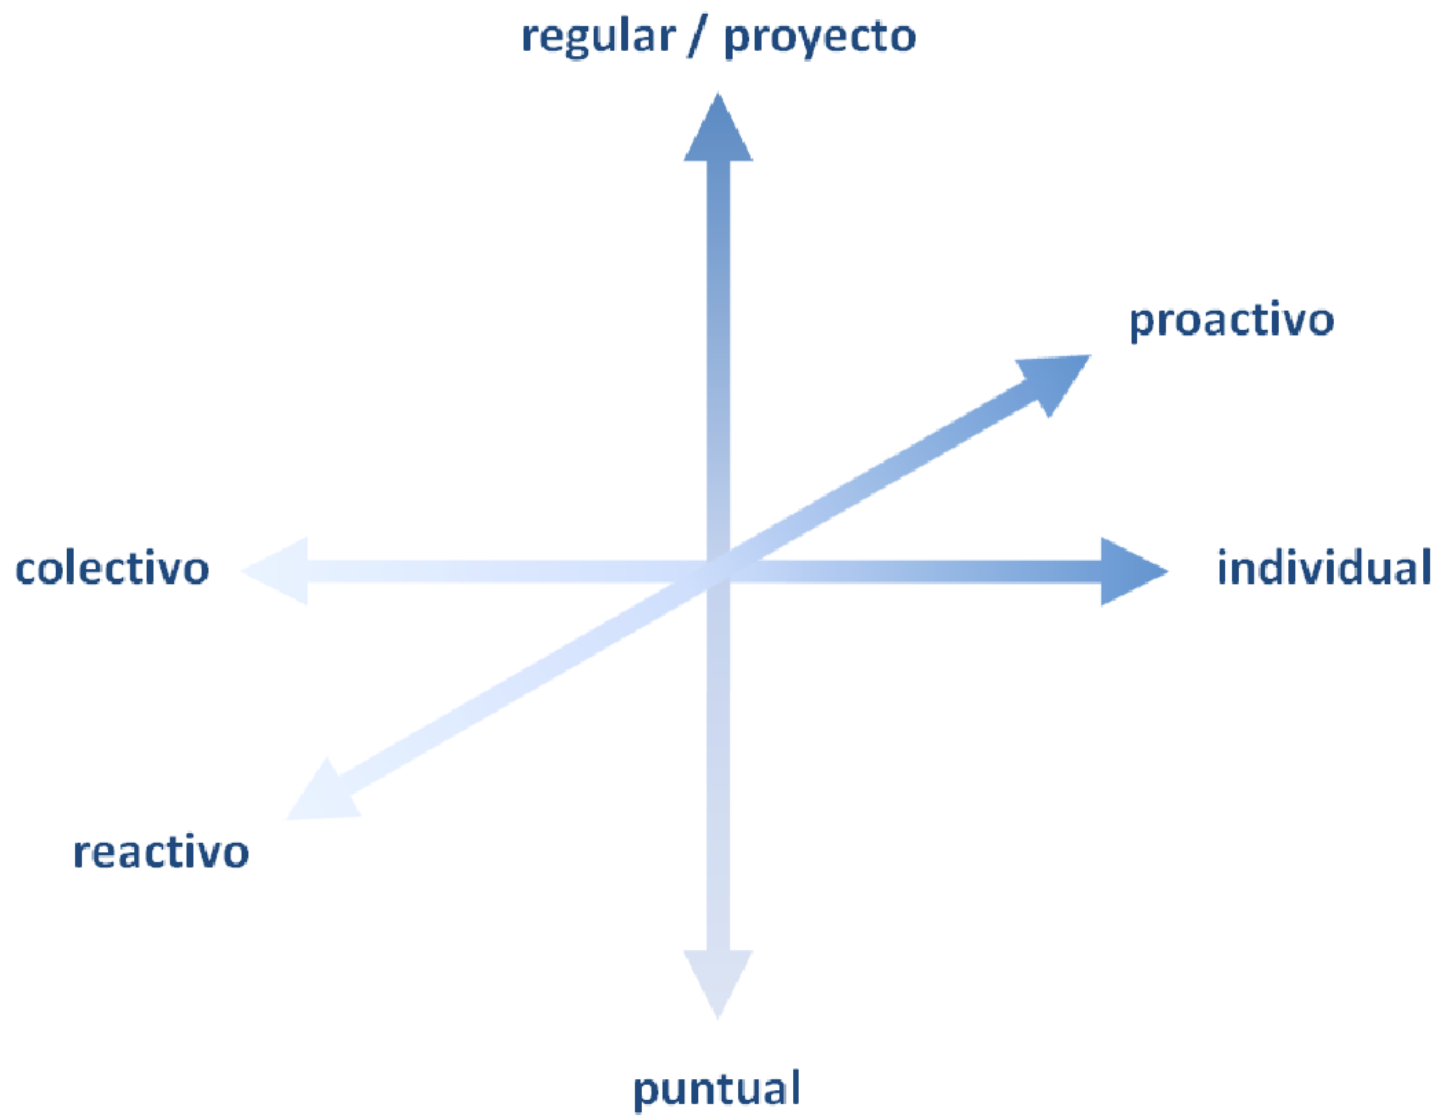 regular / proyecto
proactivo
colectivo
individual
reactivo
puntual